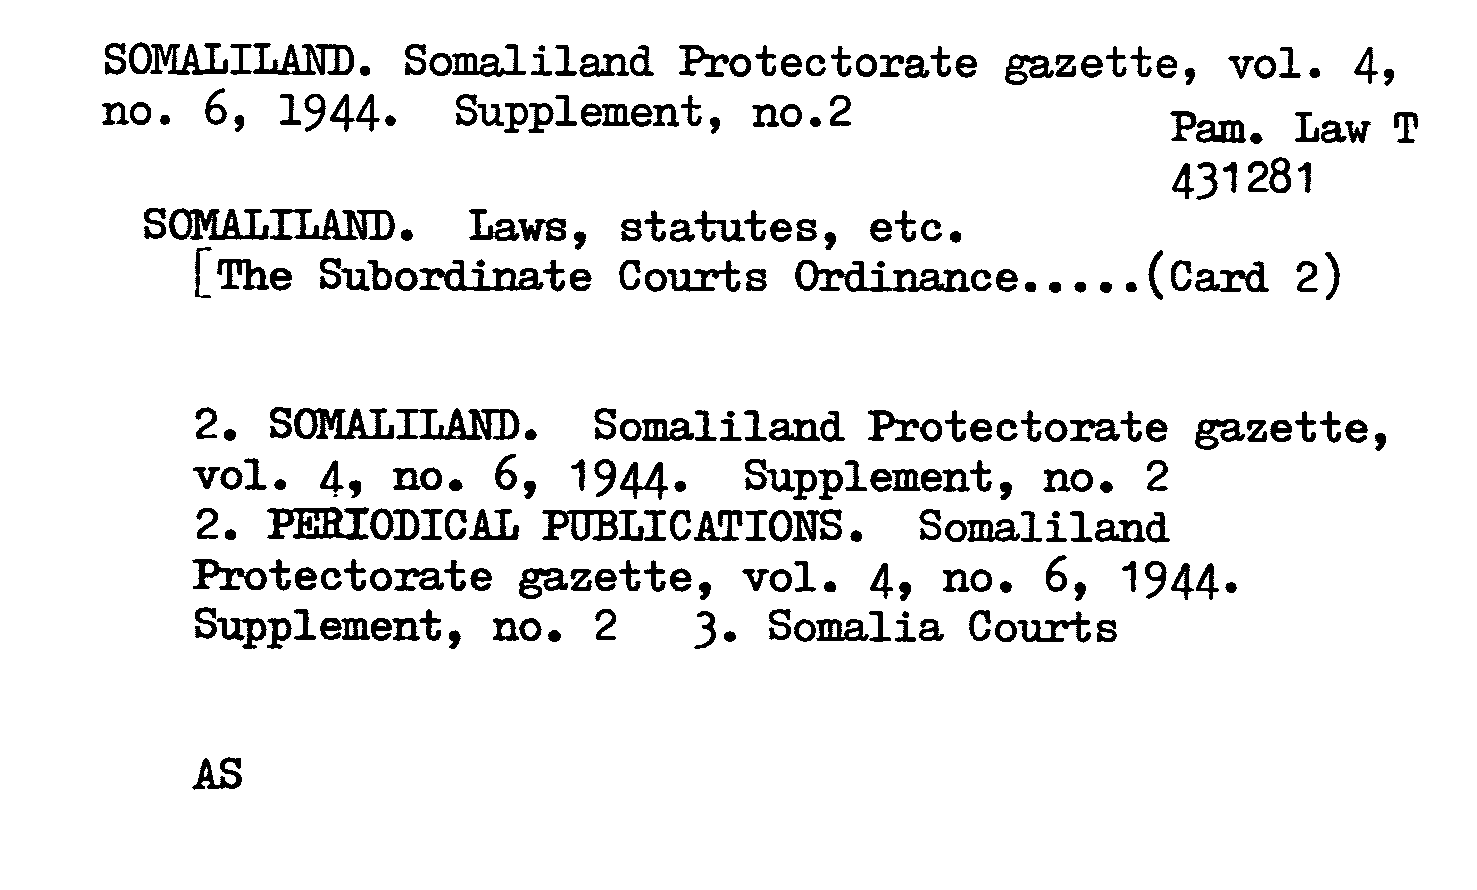 SOMALILAND. Somaliland Protectorate gazette, vol. 4,
no. 6, 1944. Supplement, no.2
Pam. Law T
431281
SOMALILAND. Laws, statutes, etc.
[The Subordinate Courts Ordinance.....(Card 2)
2. SOMALILAND. Somaliland Protectorate gazette,
vol. 4, no. 6, 1944. Supplement, no. 2
2. PERIODICAL PUBLICATIONS. Somaliland
Protectorate gazette, vol. 4, no. 6, 1944.
Supplement, no. 2 3. Somalia Courts
AS